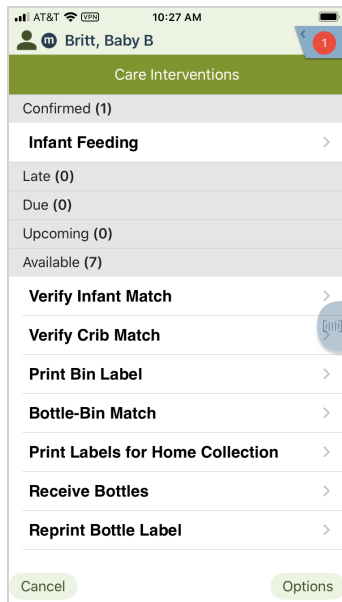 AT&T VPN 10:27 AM
m Britt, Baby B
1
Care Interventions
Confirmed (1)
Infant Feeding
Late (0)
Due (0)
Upcoming (0)
Available (7)
Verify Infant Match
Verify Crib Match
Print Bin Label
Bottle-Bin Match
Print Labels for Home Collection
Receive Bottles
Reprint Bottle Label
Cancel Options